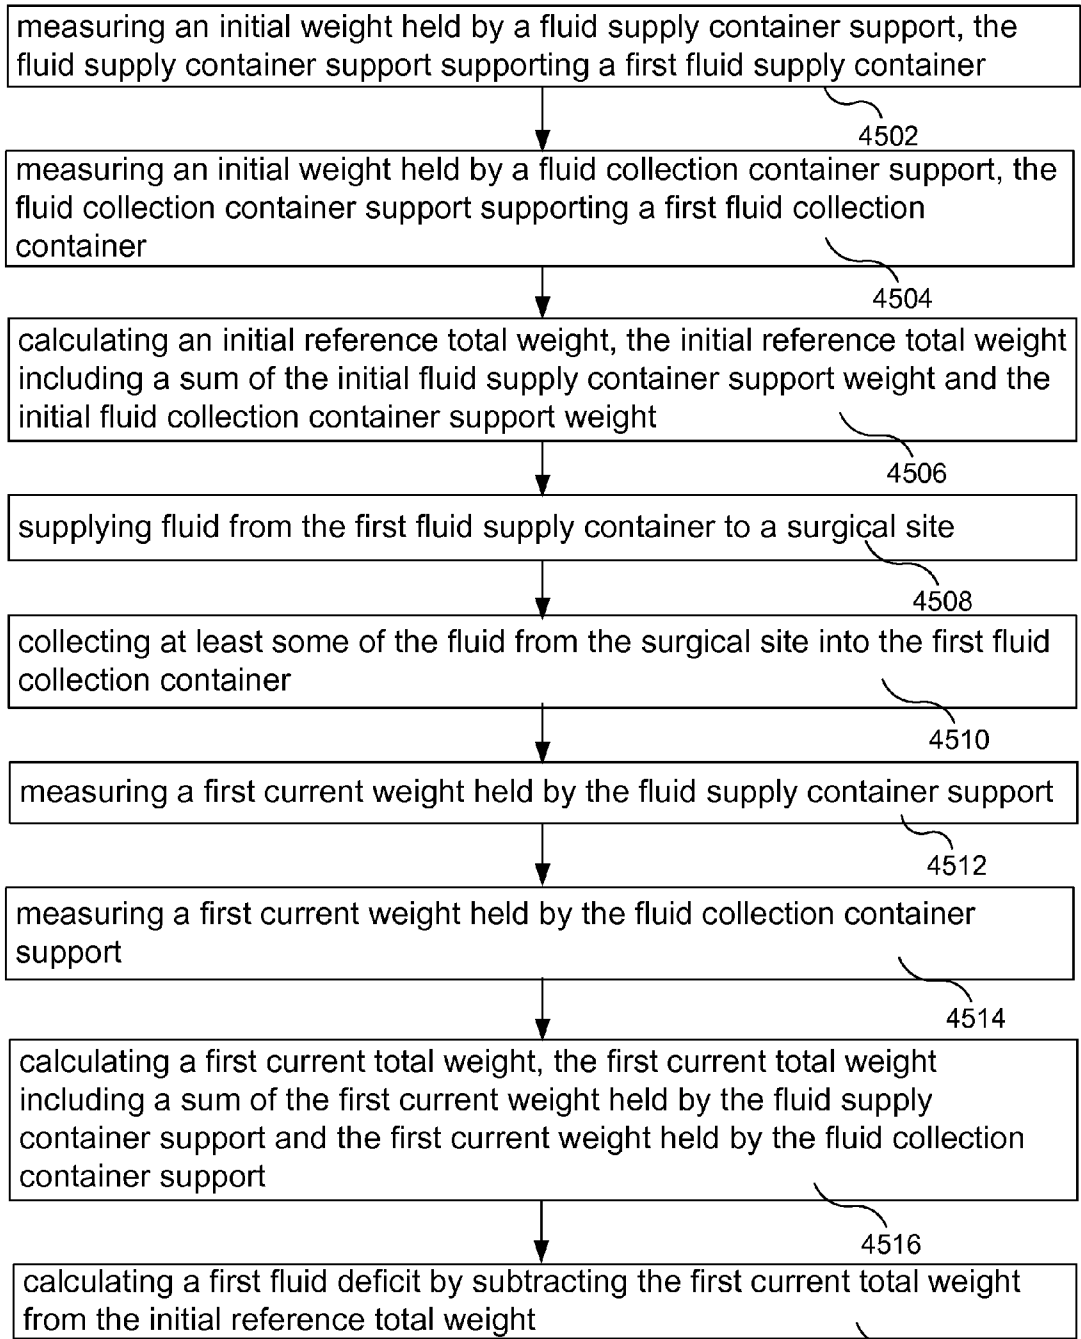 measuring an initial weight held by a fluid supply container support, the
fluid supply container support supporting a first fluid supply container
4502
measuring an initial weight held by a fluid collection container support, the
fluid collection container support supporting a first fluid collection
container
4504
calculating an initial reference total weight, the initial reference total weight
including a sum of the initial fluid supply container support weight and the
initial fluid collection container support weight
4506
supplying fluid from the first fluid supply container to a surgical site
4508
collecting at least some of the fluid from the surgical site into the first fluid
collection container
4510
measuring a first current weight held by the fluid supply container support
4512
measuring a first current weight held by the fluid collection container
support
4514
calculating a first current total weight, the first current total weight
including a sum of the first current weight held by the fluid supply
container support and the first current weight held by the fluid collection
container support
4516
calculating a first fluid deficit by subtracting the first current total weight
from the initial reference total weight